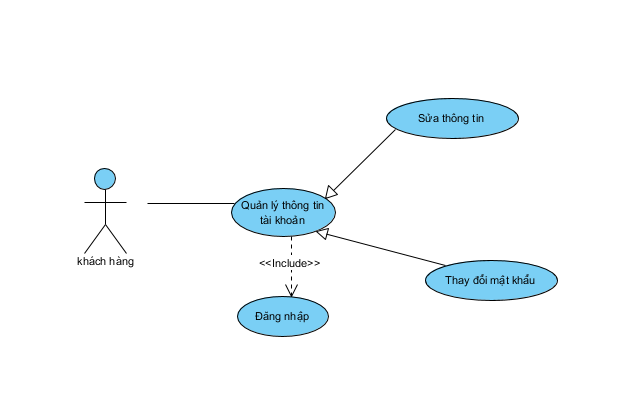 Sửa thông tin
Quản lý thông tin
tài khoản
khách hàng
<<Include>>
Thay đổi mật khẩu
Đăng nhập